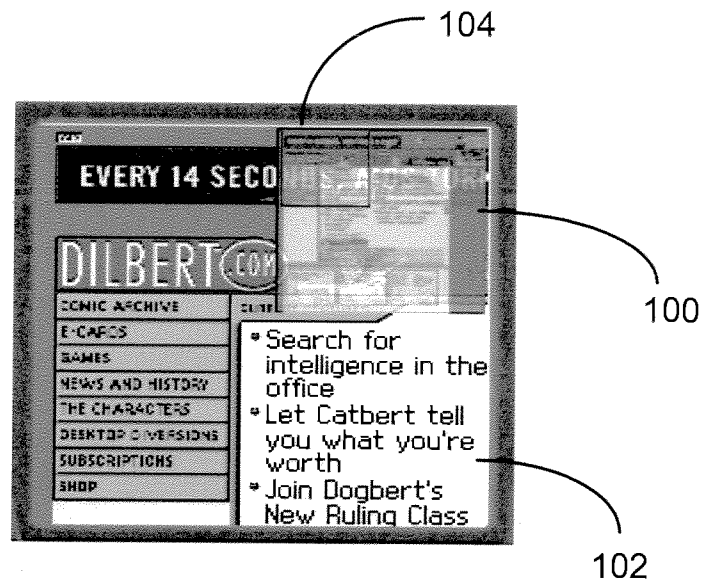 104
EVERY 14 SECO
DILBERT.COM
COMIC ARCHIVE
E-CARDS
GAMES
NEWS AND HISTORY
THE CHARACTERS
DESKTOP DIVERSIONS
SUBSCRIPTIONS
SHOP
* Search for
intelligence in the
office
* Let Catbert tell
you what you're
worth
* Join Dogbert's
New Ruling Class
100
102